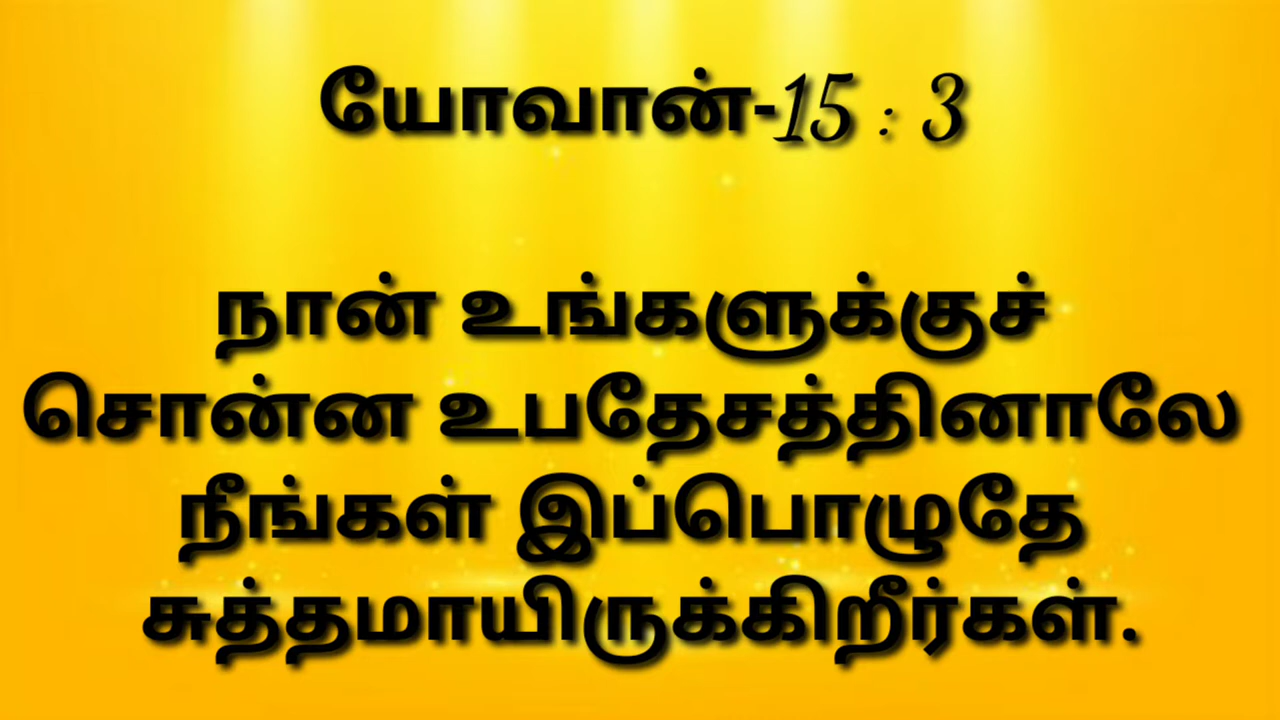 யோவான்-15 : 3
நான் உங்களுக்குச்
சொன்ன உபதேசத்தினாலே
நீங்கள் இப்பொழுதே
சுத்தமாயிருக்கிறீர்கள்.